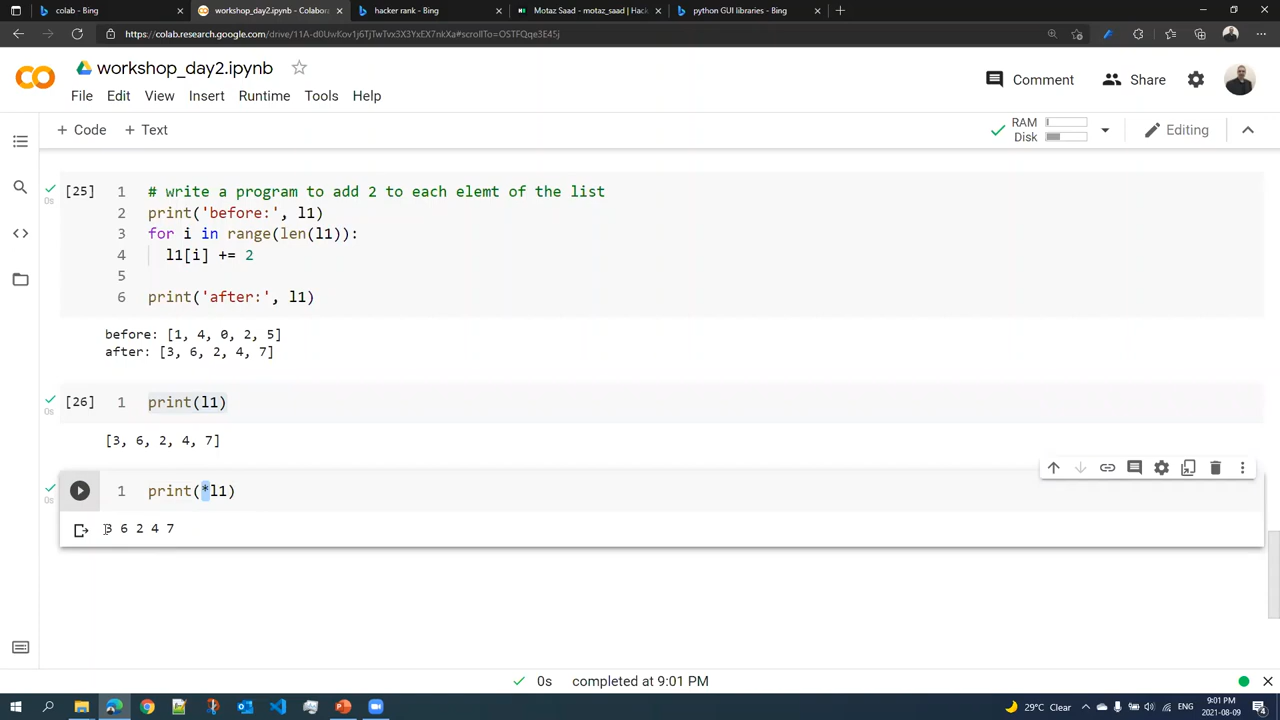 colab - Bing
workshop_day2.ipynb - Colabora
hacker rank - Bing
Motaz Saad - motaz_saad | Hack
python GUI libraries - Bing
https://colab.research.google.com/drive/11A-d0UwKov1j6TjTwTvx3X3YxEX7nkXa#scrollTo=OSTFQqe3E45j
workshop_day2.ipynb
Comment
Share
File Edit View Insert Runtime Tools Help
+ Code + Text
RAM
Disk
Editing
[25]
0s
1 # write a program to add 2 to each elemt of the list
2 print('before:', l1)
3 for i in range(len(l1)):
4 l1[i] += 2
5
6 print('after:', l1)
before: [1, 4, 0, 2, 5]
after: [3, 6, 2, 4, 7]
[26] 1 print(l1)
0s
[3, 6, 2, 4, 7]
1 print(*l1)
0s
3 6 2 4 7
0s completed at 9:01 PM
29°C Clear
ENG
9:01 PM
2021-08-09